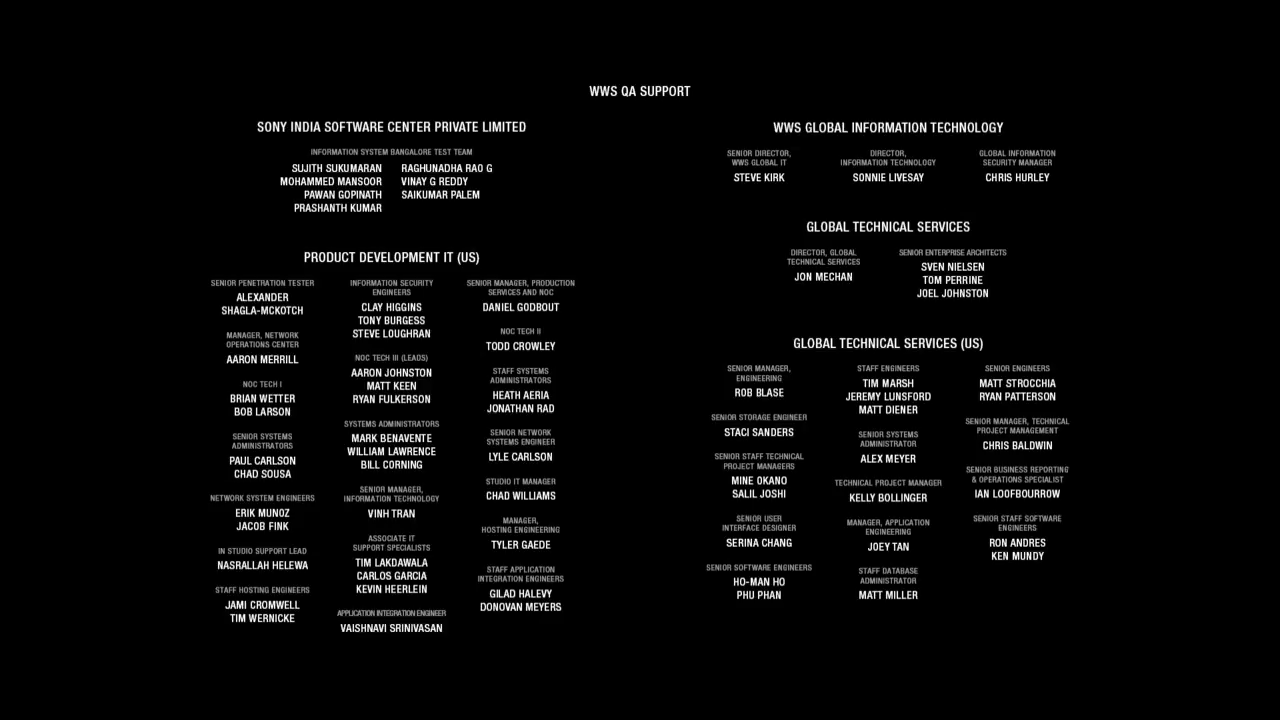 WWS QA SUPPORT
SONY INDIA SOFTWARE CENTER PRIVATE LIMITED
INFORMATION SYSTEM BANGALORE TEST TEAM
SUJITH SUKUMARAN RAGHUNADHA RAO G
MOHAMMED MANSOOR VINAY G REDDY
PAWAN GOPINATH SAIKUMAR PALEM
PRASHANTH KUMAR
PRODUCT DEVELOPMENT IT (US)
SENIOR PENETRATION TESTER
ALEXANDER
SHAGLA-MCKOTCH
MANAGER, NETWORK
OPERATIONS CENTER
AARON MERRILL
NOC TECH I
BRIAN WETTER
BOB LARSON
SENIOR SYSTEMS
ADMINISTRATORS
PAUL CARLSON
CHAD SOUSA
NETWORK SYSTEM ENGINEERS
ERIK MUNOZ
JACOB FINK
IN STUDIO SUPPORT LEAD
NASRALLAH HELEWA
STAFF HOSTING ENGINEERS
JAMI CROMWELL
TIM WERNICKE
INFORMATION SECURITY
ENGINEERS
CLAY HIGGINS
TONY BURGESS
STEVE LOUGHRAN
NOC TECH III (LEADS)
AARON JOHNSTON
MATT KEEN
RYAN FULKERSON
SYSTEMS ADMINISTRATORS
MARK BENAVENTE
WILLIAM LAWRENCE
BILL CORNING
SENIOR MANAGER,
INFORMATION TECHNOLOGY
VINH TRAN
ASSOCIATE IT
SUPPORT SPECIALISTS
TIM LAKDAWALA
CARLOS GARCIA
KEVIN HEERLEIN
APPLICATION INTEGRATION ENGINEER
VAISHNAVI SRINIVASAN
SENIOR MANAGER, PRODUCTION
SERVICES AND NOC
DANIEL GODBOUT
NOC TECH II
TODD CROWLEY
STAFF SYSTEMS
ADMINISTRATORS
HEATH AERIA
JONATHAN RAD
SENIOR NETWORK
SYSTEMS ENGINEER
LYLE CARLSON
STUDIO IT MANAGER
CHAD WILLIAMS
MANAGER,
HOSTING ENGINEERING
TYLER GAEDE
STAFF APPLICATION
INTEGRATION ENGINEERS
GILAD HALEVY
DONOVAN MEYERS
WWS GLOBAL INFORMATION TECHNOLOGY
SENIOR DIRECTOR,
WWS GLOBAL IT
STEVE KIRK
DIRECTOR,
INFORMATION TECHNOLOGY
SONNIE LIVESAY
GLOBAL INFORMATION
SECURITY MANAGER
CHRIS HURLEY
GLOBAL TECHNICAL SERVICES
DIRECTOR, GLOBAL
TECHNICAL SERVICES
JON MECHAN
SENIOR ENTERPRISE ARCHITECTS
SVEN NIELSEN
TOM PERRINE
JOEL JOHNSTON
GLOBAL TECHNICAL SERVICES (US)
SENIOR MANAGER,
ENGINEERING
ROB BLASE
SENIOR STORAGE ENGINEER
STACI SANDERS
SENIOR STAFF TECHNICAL
PROJECT MANAGERS
MINE OKANO
SALIL JOSHI
SENIOR USER
INTERFACE DESIGNER
SERINA CHANG
SENIOR SOFTWARE ENGINEERS
HO-MAN HO
PHU PHAN
STAFF ENGINEERS
TIM MARSH
JEREMY LUNSFORD
MATT DIENER
SENIOR SYSTEMS
ADMINISTRATOR
ALEX MEYER
TECHNICAL PROJECT MANAGER
KELLY BOLLINGER
MANAGER, APPLICATION
ENGINEERING
JOEY TAN
STAFF DATABASE
ADMINISTRATOR
MATT MILLER
SENIOR ENGINEERS
MATT STROCCHIA
RYAN PATTERSON
SENIOR MANAGER, TECHNICAL
PROJECT MANAGEMENT
CHRIS BALDWIN
SENIOR BUSINESS REPORTING
& OPERATIONS SPECIALIST
IAN LOOFBOURROW
SENIOR STAFF SOFTWARE
ENGINEERS
RON ANDRES
KEN MUNDY